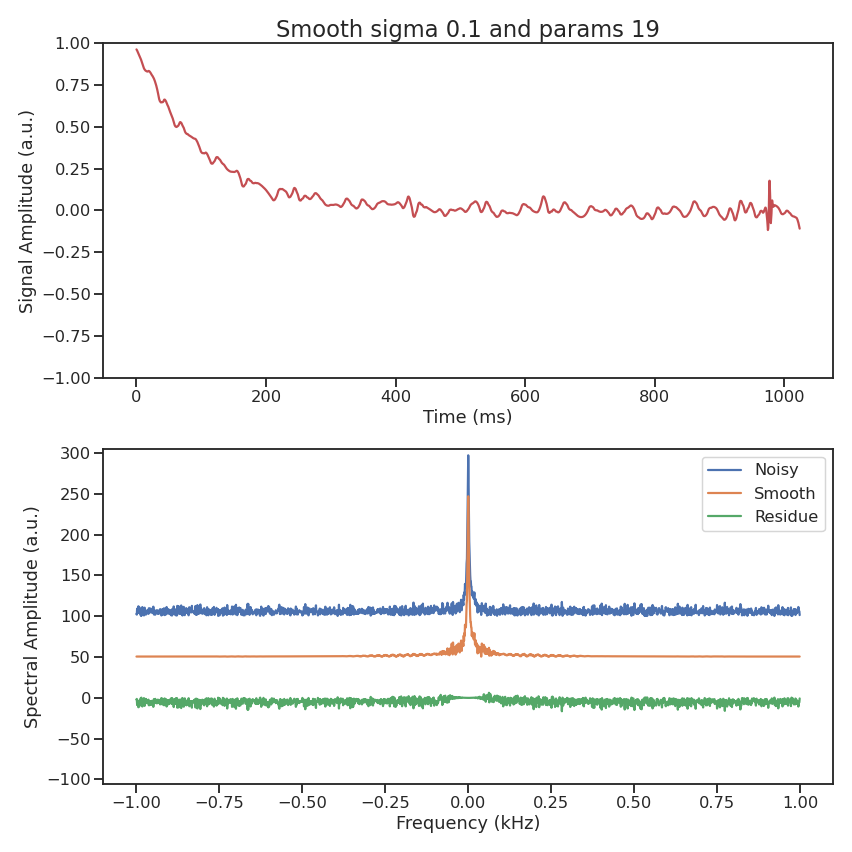 Smooth sigma 0.1 and params 19
1.00
0.75
0.50
0.25
0.00
−0.25
−0.50
−0.75
−1.00
Signal Amplitude (a.u.)
0 200 400 600 800 1000
Time (ms)
300
250
200
150
100
50
0
−50
−100
Spectral Amplitude (a.u.)
Noisy
Smooth
Residue
−1.00 −0.75 −0.50 −0.25 0.00 0.25 0.50 0.75 1.00
Frequency (kHz)